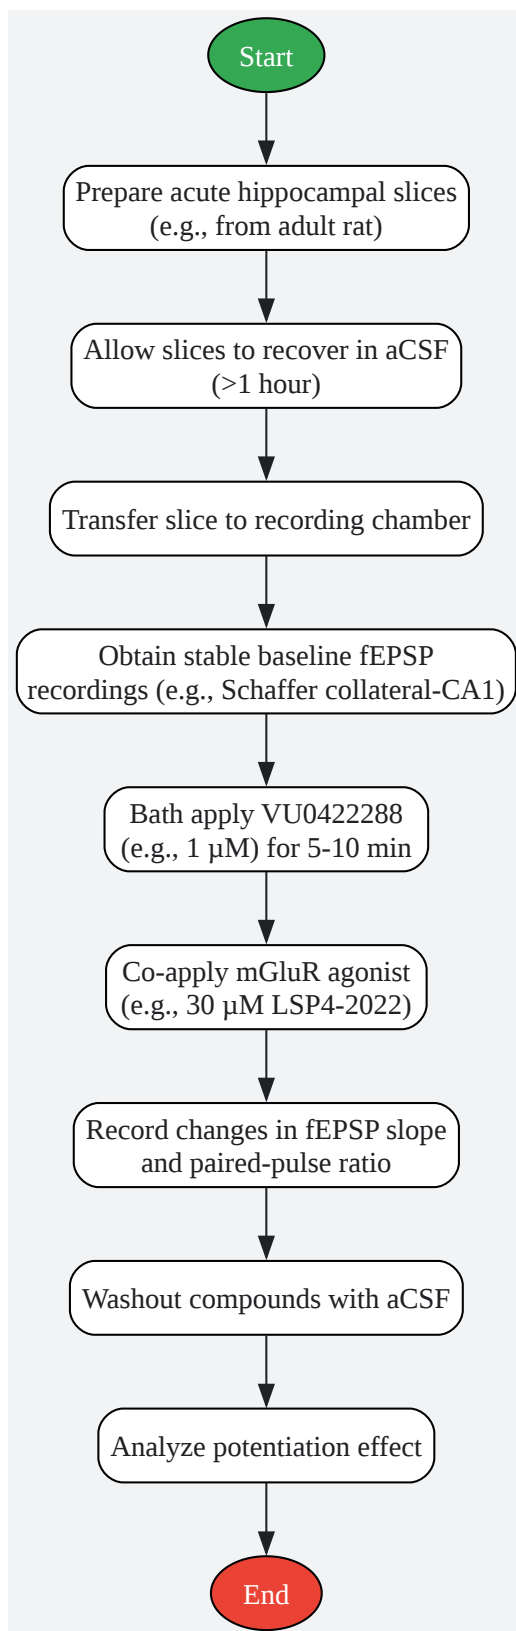 Start
Prepare acute hippocampal slices
(e.g., from adult rat)
Allow slices to recover in aCSF
(>1 hour)
Transfer slice to recording chamber
Obtain stable baseline fEPSP
recordings (e.g., Schaffer collateral-CA1)
Bath apply VU0422288
(e.g., 1 µM) for 5-10 min
Co-apply mGluR agonist
(e.g., 30 µM LSP4-2022)
Record changes in fEPSP slope
and paired-pulse ratio
Washout compounds with aCSF
Analyze potentiation effect
End